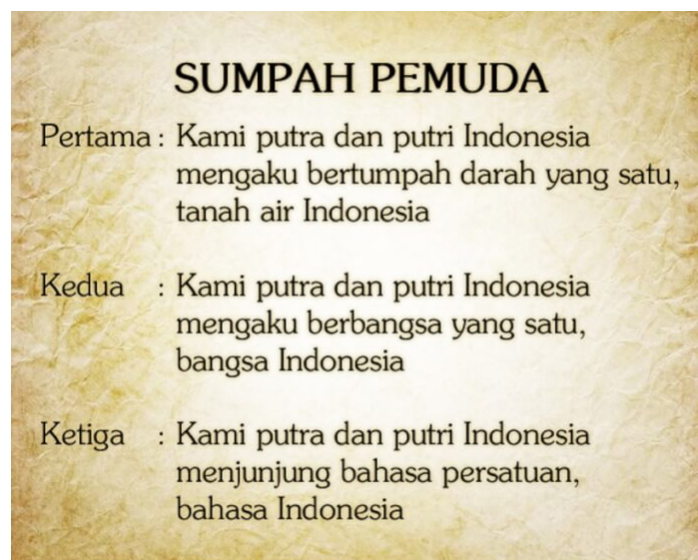 SUMPAH PEMUDA
Pertama : Kami putra dan putri Indonesia
mengaku bertumpah darah yang satu,
tanah air Indonesia
Kedua : Kami putra dan putri Indonesia
mengaku berbangsa yang satu,
bangsa Indonesia
Ketiga : Kami putra dan putri Indonesia
menjunjung bahasa persatuan,
bahasa Indonesia